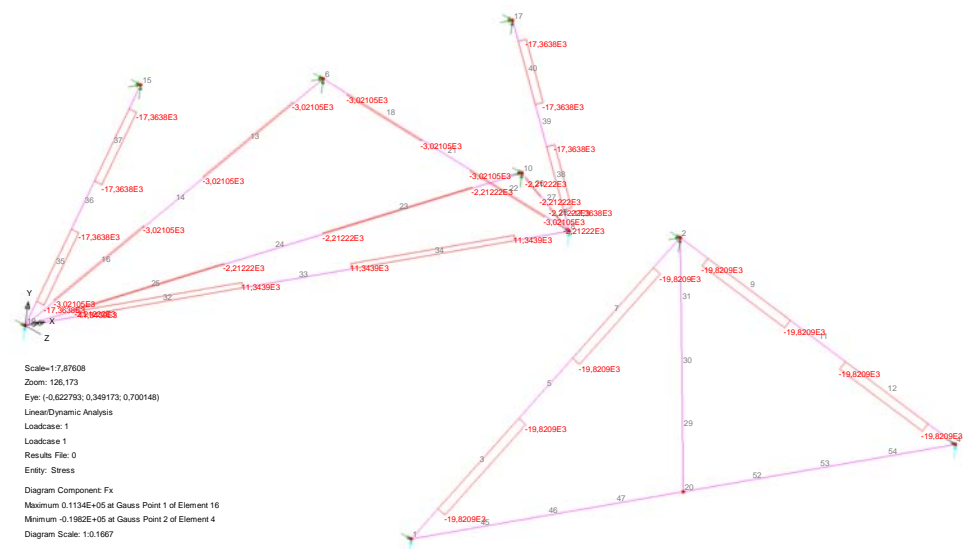 17
-17,3638E3
40
6
15
-3,02105E3
-3,02105E3
-17,3638E3
18
-17,3638E3
39
13
37
-3,02105E3
-17,3638E3
21
10
38
-3,02105E3
-3,02105E3
-2,21222E3
-17,3638E3
22
-2,21222E3
27
14
36
-2,21222E3
23
-3,02105E3
-3,02105E3
-2,21222E3
-17,3638E3
-2,21222E3
11,3439E3
2
24
34
16
35
-2,21222E3
11,3439E3
33
-19,8209E3
-19,8209E3
25
11,3439E3
9
32
31
Y
-3,02105E3
-17,3638E3
X
Z
7
-19,8209E3
11
30
Scale=1:7,87608
-19,8209E3
-19,8209E3
Zoom: 126,173
5
12
Eye: (-0,622793; 0,349173; 0,700148)
Linear/Dynamic Analysis
29
Loadcase: 1
-19,8209E3
-19,8209E3
Loadcase 1
Results File: 0
54
3
53
Entity: Stress
52
20
Diagram Component: Fx
47
Maximum 0.1134E+05 at Gauss Point 1 of Element 16
46
Minimum -0.1982E+05 at Gauss Point 2 of Element 4
-19,8209E3
45
Diagram Scale: 1:0.1667
1